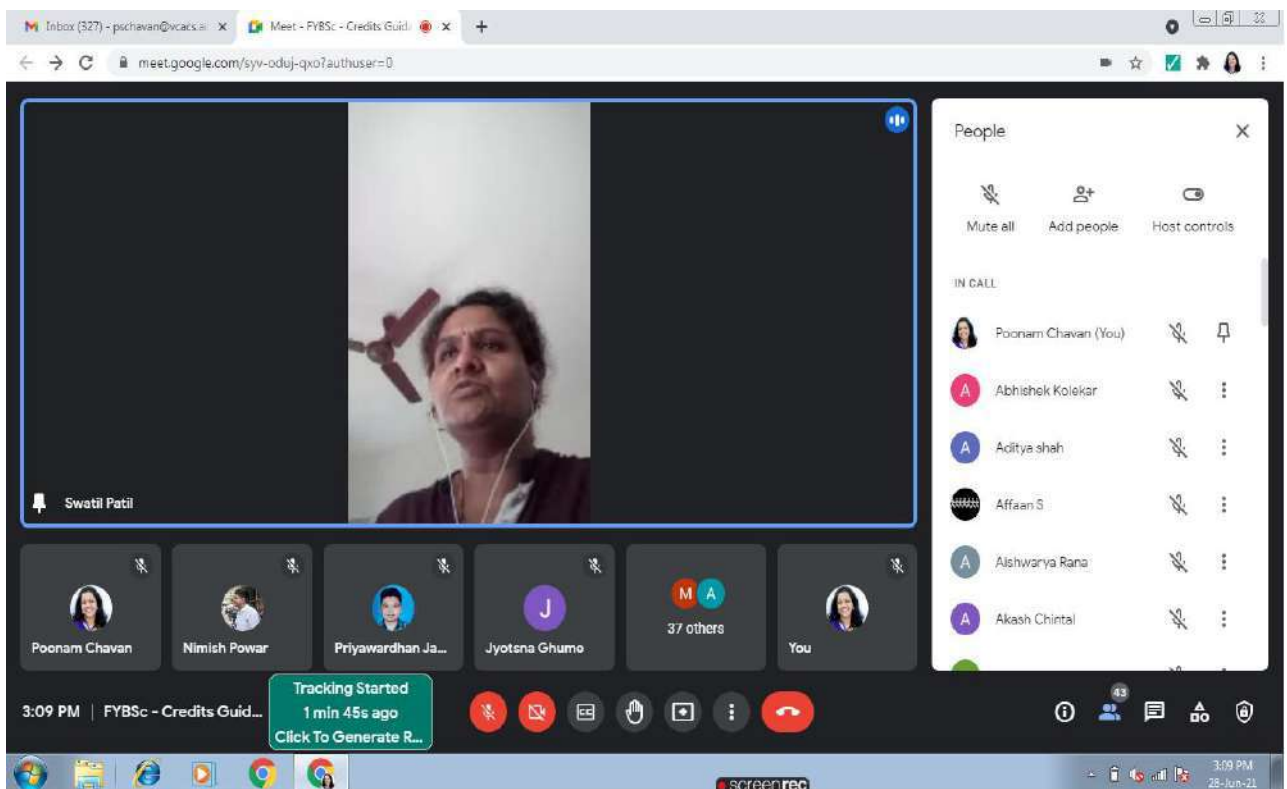 Inbox (327) - pschavan@vcacs.a
Meet - FYBSc - Credits Guid
meet.google.com/syv-oduj-qxo?authuser=0
Swatil Patil
Poonam Chavan
Nimish Powar
Priyawardhan Ja...
J
Jyotsna Ghumo
M A
37 others
You
People
Mute all
Add people
Host controls
IN CALL
Poonam Chavan (You)
A Abhishek Kolekar
A Aditya shah
Affaan S
A Aishwarya Rana
A Akash Chintal
3:09 PM | FYBSc - Credits Guid...
Tracking Started
1 min 45s ago
Click To Generate R...
CC
43
screenrec
3:09 PM
28-Jun-21